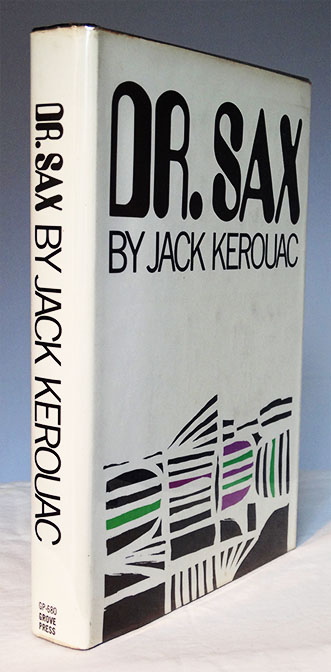 DR. SAX BY JACK KEROUAC
GP-680
GROVE
PRESS
DR. SAX
BY JACK KEROUAC